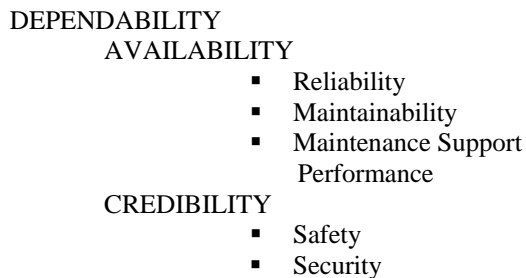 DEPENDABILITY
AVAILABILITY
▪ Reliability
▪ Maintainability
▪ Maintenance Support
Performance
CREDIBILITY
▪ Safety
▪ Security